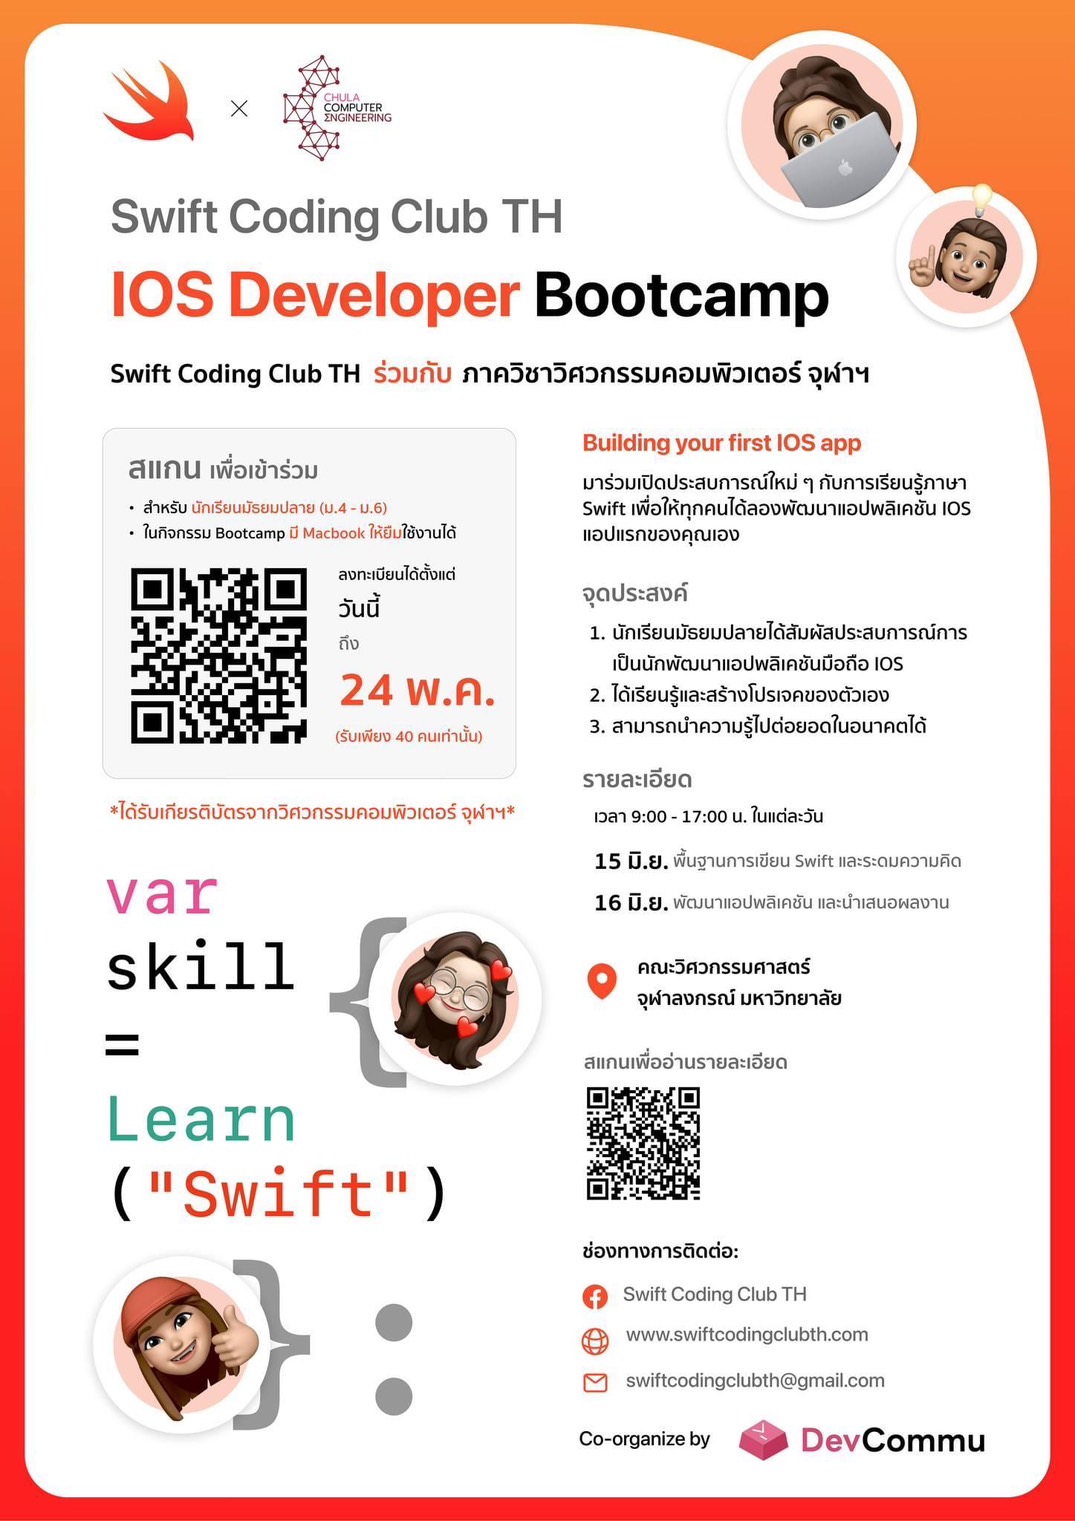 CHULA
COMPUTER
ΣNGINEERING
Swift Coding Club TH
IOS Developer Bootcamp
Swift Coding Club TH ร่วมกับ ภาควิชาวิศวกรรมคอมพิวเตอร์ จุฬาฯ
สแกน เพื่อเข้าร่วม
• สำหรับ นักเรียนมัธยมปลาย (ม.4 - ม.6)
• ในกิจกรรม Bootcamp มี Macbook ให้ยืมใช้งานได้
ลงทะเบียนได้ตั้งแต่
วันนี้
ถึง
24 พ.ค.
(รับเพียง 40 คนเท่านั้น)
*ได้รับเกียรติบัตรจากวิศวกรรมคอมพิวเตอร์ จุฬาฯ*
var
skill
=
Learn
("Swift")
{
} :
Building your first IOS app
มาร่วมเปิดประสบการณ์ใหม่ ๆ กับการเรียนรู้ภาษา
Swift เพื่อให้ทุกคนได้ลองพัฒนาแอปพลิเคชัน IOS
แอปแรกของคุณเอง
จุดประสงค์
1. นักเรียนมัธยมปลายได้สัมผัสประสบการณ์การ
เป็นนักพัฒนาแอปพลิเคชันมือถือ IOS
2. ได้เรียนรู้และสร้างโปรเจคของตัวเอง
3. สามารถนำความรู้ไปต่อยอดในอนาคตได้
รายละเอียด
เวลา 9:00 - 17:00 น. ในแต่ละวัน
15 มิ.ย. พื้นฐานการเขียน Swift และระดมความคิด
16 มิ.ย. พัฒนาแอปพลิเคชัน และนำเสนอผลงาน
คณะวิศวกรรมศาสตร์
จุฬาลงกรณ์ มหาวิทยาลัย
สแกนเพื่ออ่านรายละเอียด
ช่องทางการติดต่อ:
Swift Coding Club TH
www.swiftcodingclubth.com
swiftcodingclubth@gmail.com
Co-organize by DevCommu